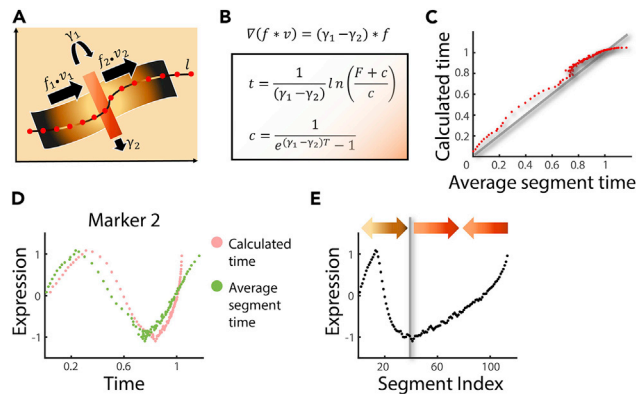 A
γ₁
f₁•v₁
f₂•v₂
l
γ₂
B
∇(f * v) = (γ₁−γ₂) * f
t = 1/(γ₁ − γ₂) ln((F + c)/c)
c = 1/(e^((γ₁−γ₂)T) − 1)
C
Calculated time
1
0.8
0.6
0.4
0.2
0 0.2 0.4 0.6 0.8 1
Average segment time
D
Marker 2
Expression
1
0
-1
0.2 0.6 1
Time
Calculated
time
Average
segment
time
E
Expression
1
0
-1
20 60 100
Segment Index